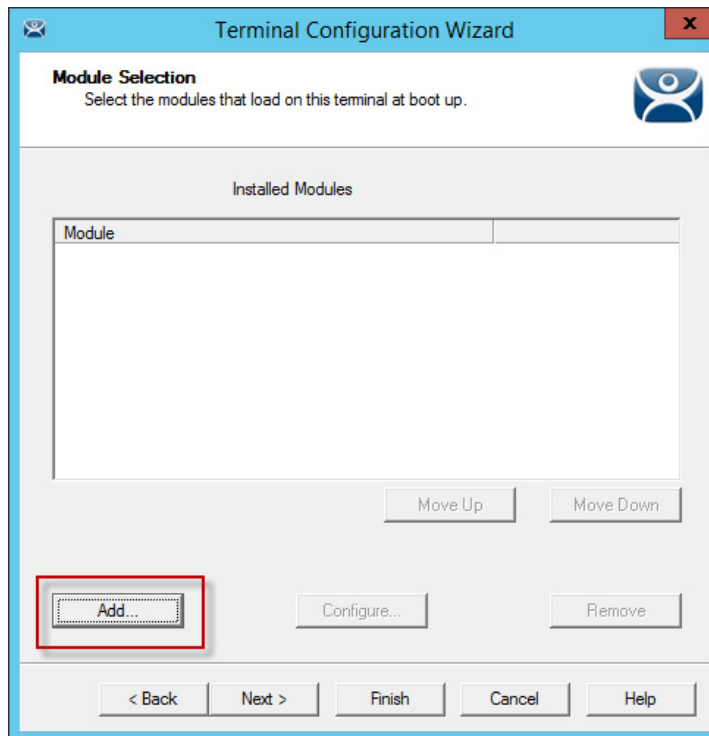 Terminal Configuration Wizard
x
Module Selection
Select the modules that load on this terminal at boot up.
Installed Modules
Module
Move Up
Move Down
Add...
Configure...
Remove
< Back
Next >
Finish
Cancel
Help